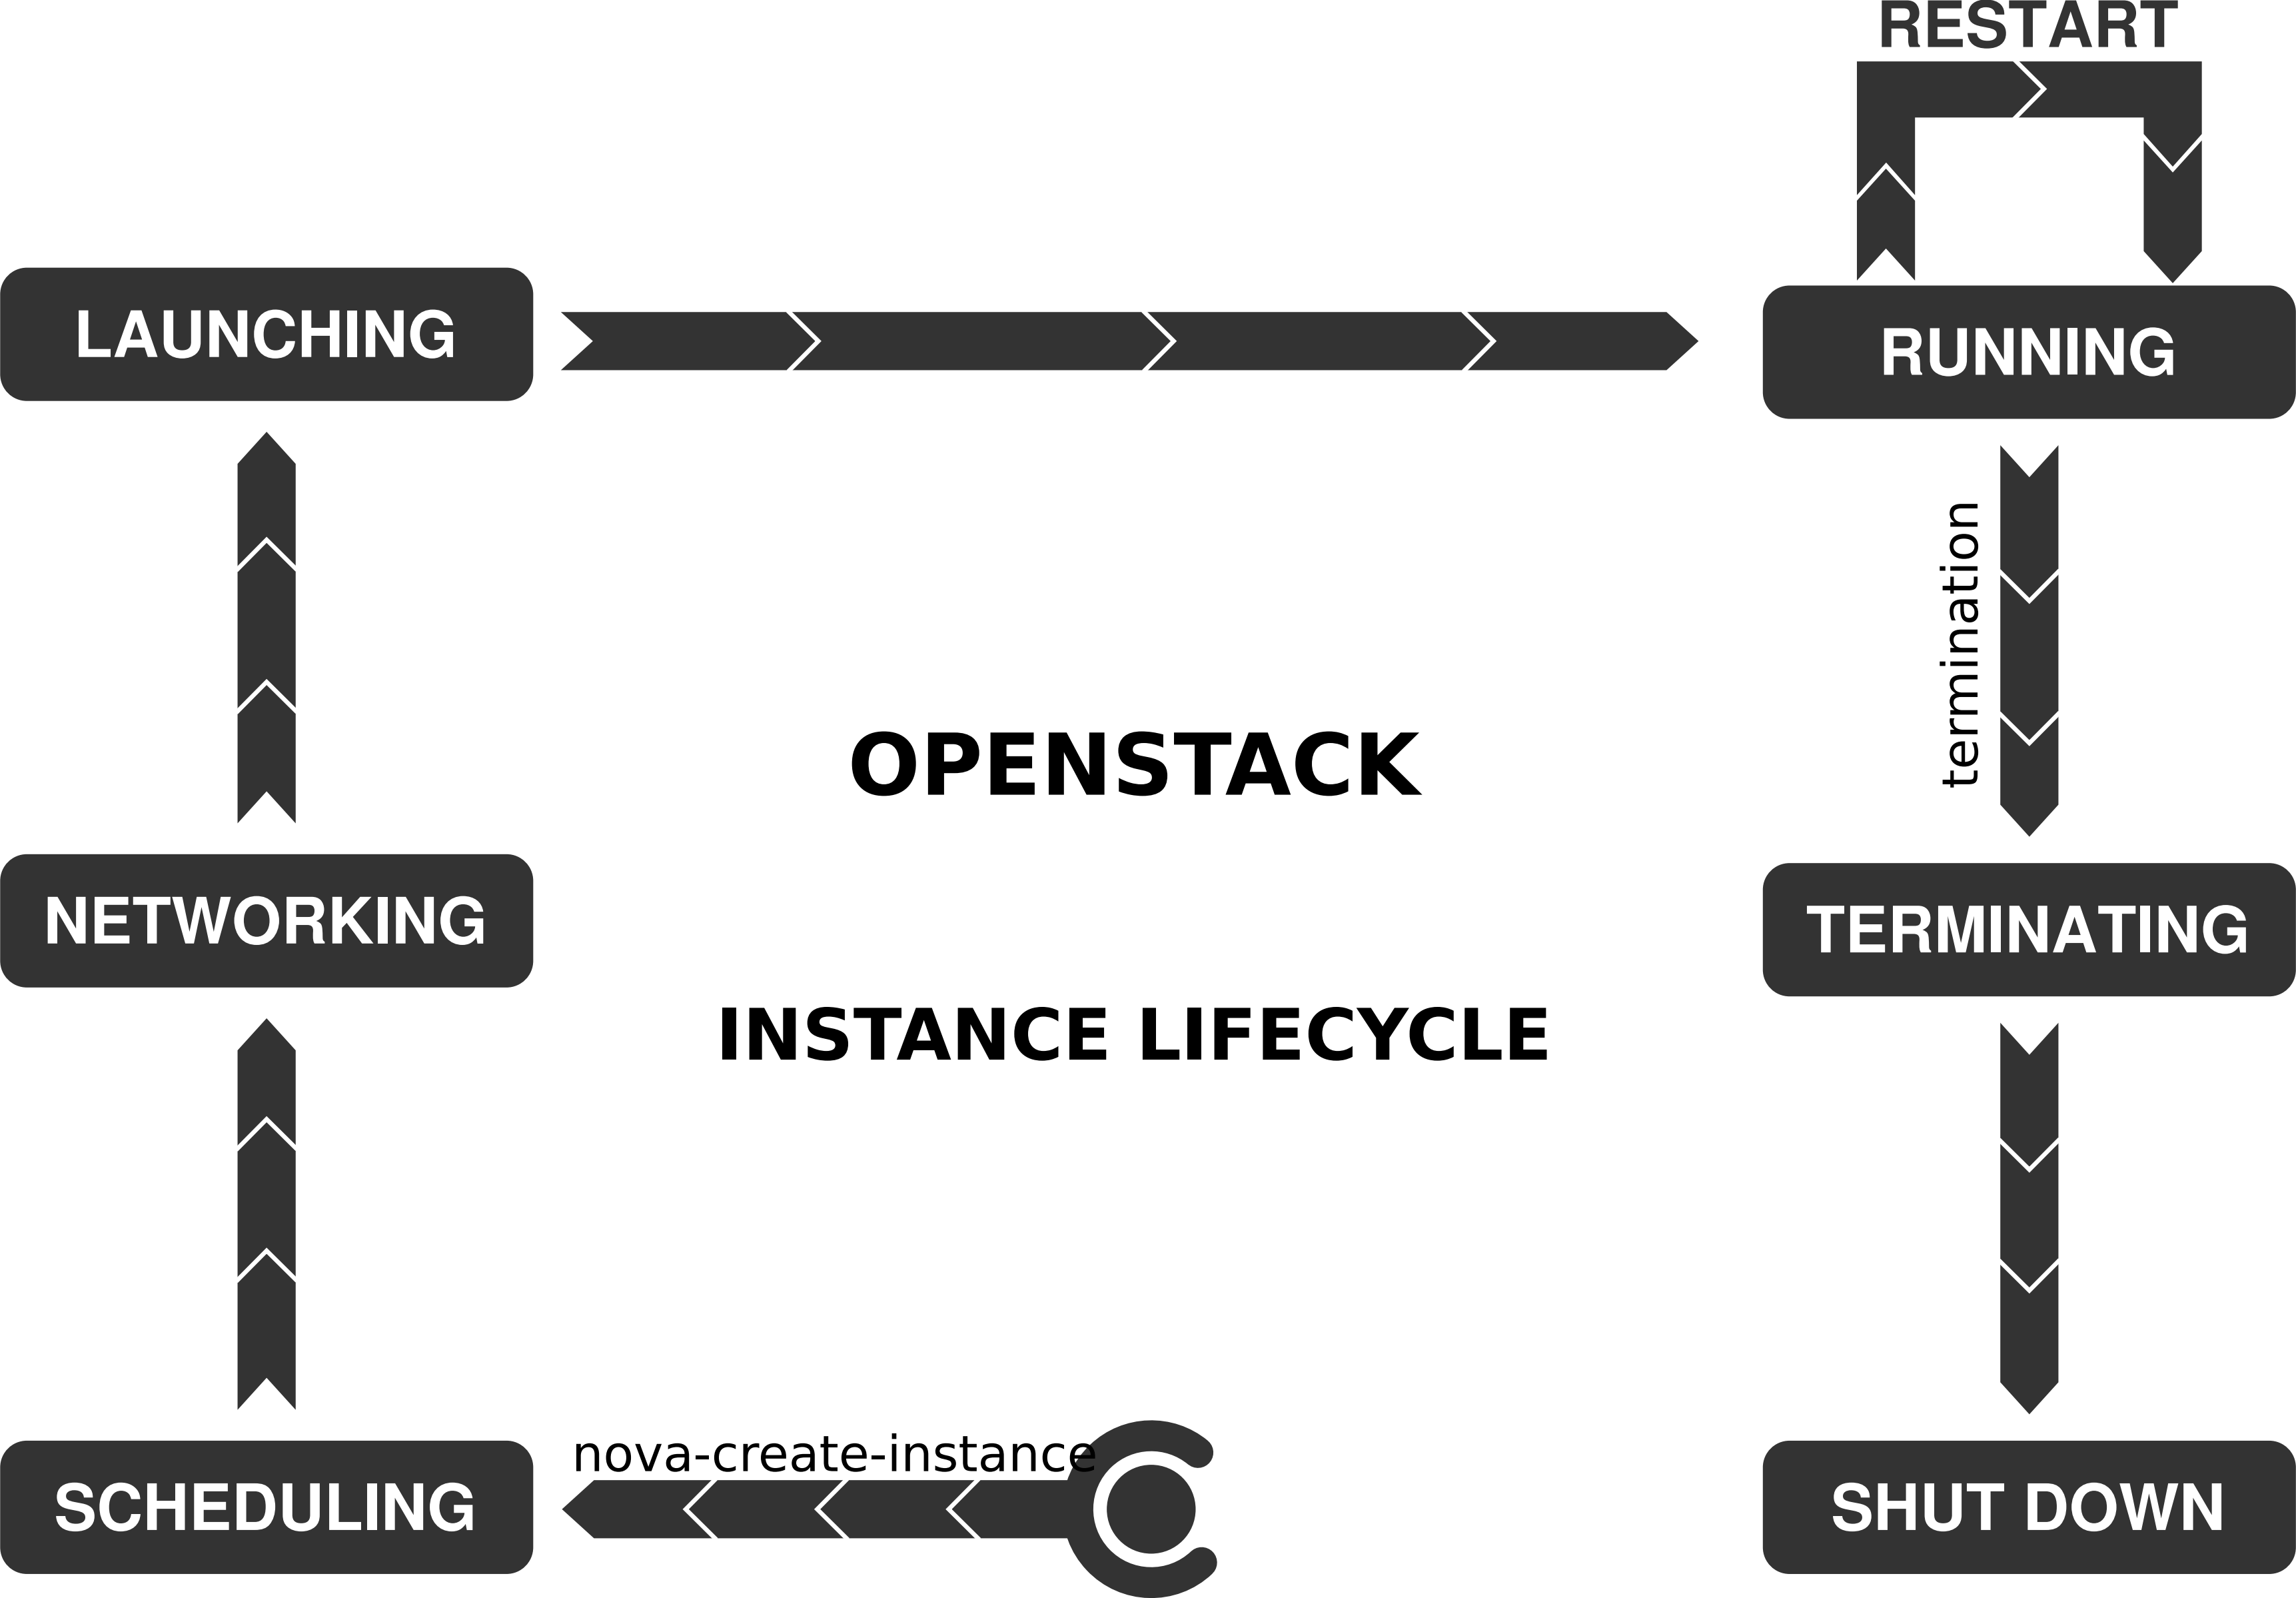 RESTART
LAUNCHING
RUNNING
termination
OPENSTACK
NETWORKING
TERMINATING
INSTANCE LIFECYCLE
nova-create-instance
SCHEDULING
SHUT DOWN